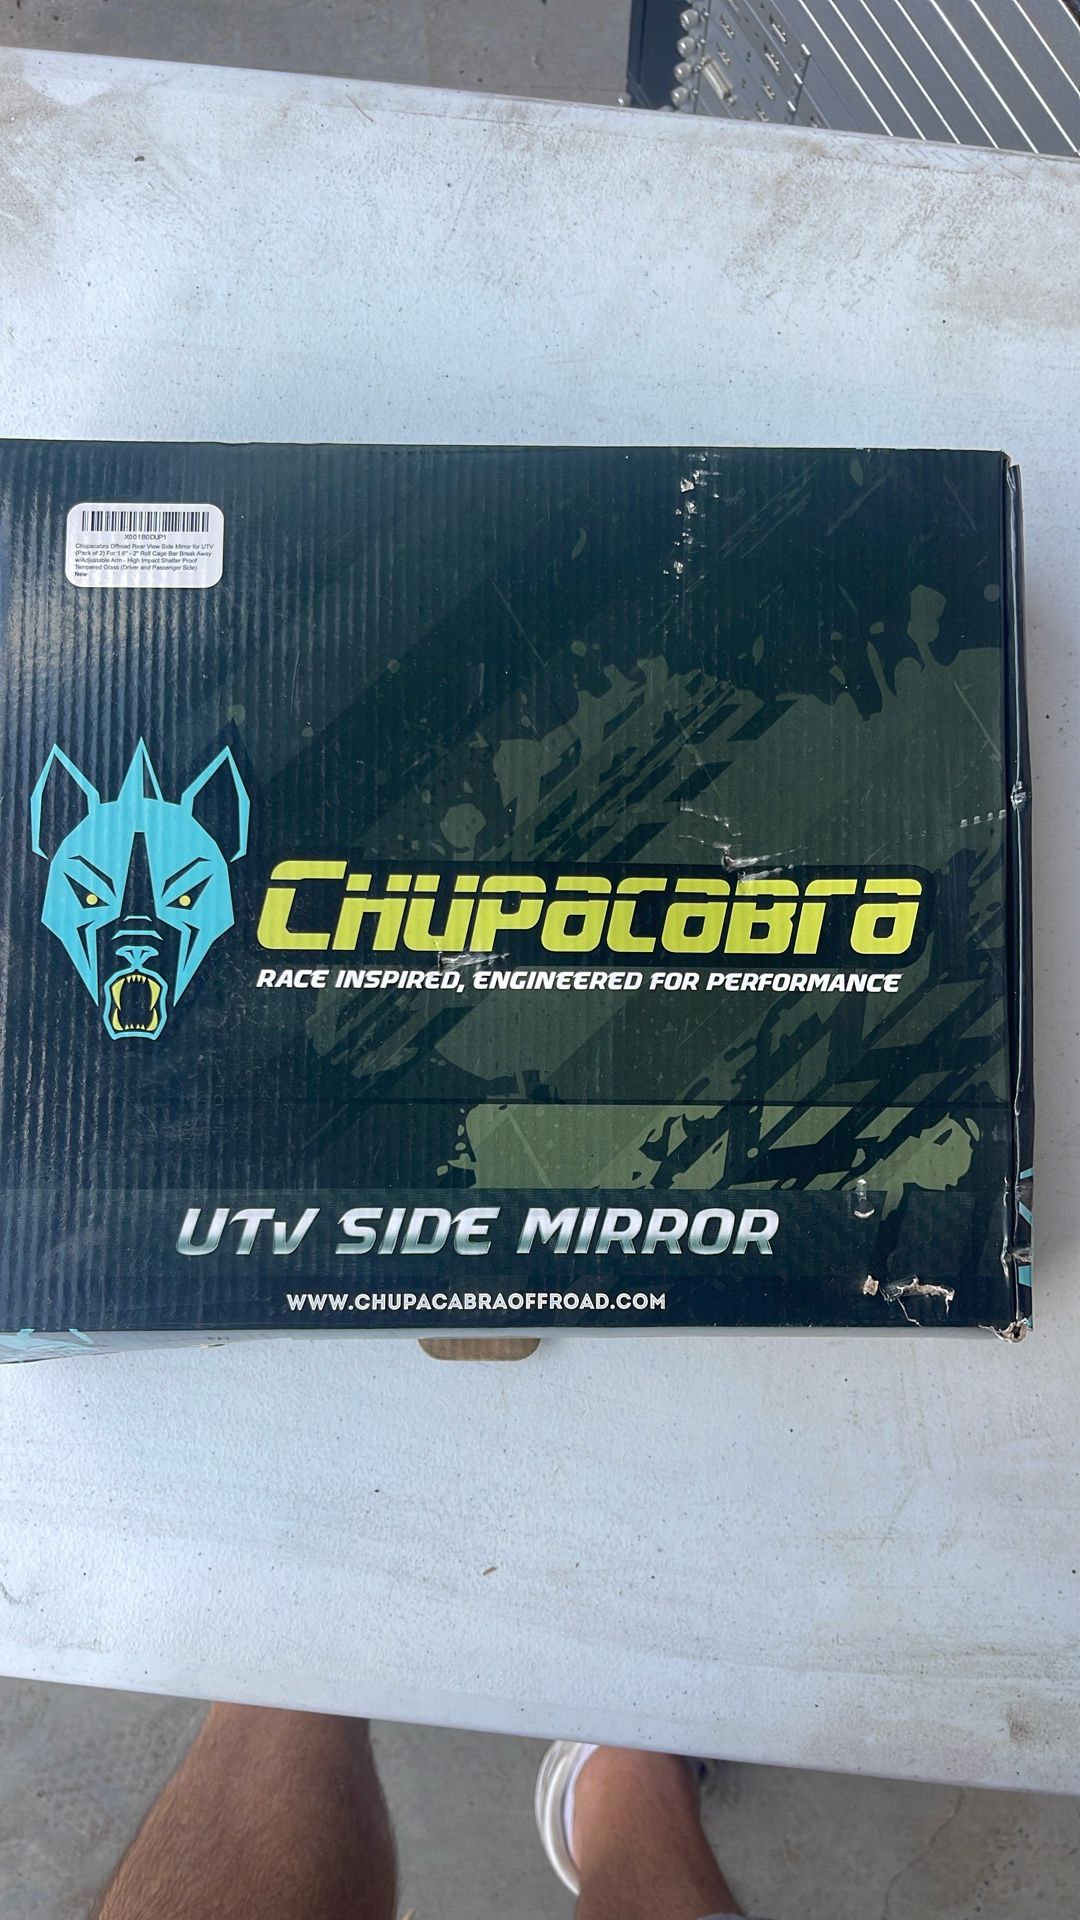 X001B0DUP1
Chupacabra Offroad Rear View Side Mirror for UTV
(Pack of 2) For 1.6" - 2" Roll Cage Bar Break Away
w/Adjustable Arm - High Impact Shatter Proof
Tempered Glass (Driver and Passenger Side)
New
CHUPACABRA
RACE INSPIRED, ENGINEERED FOR PERFORMANCE
UTV SIDE MIRROR
WWW.CHUPACABRAOFFROAD.COM